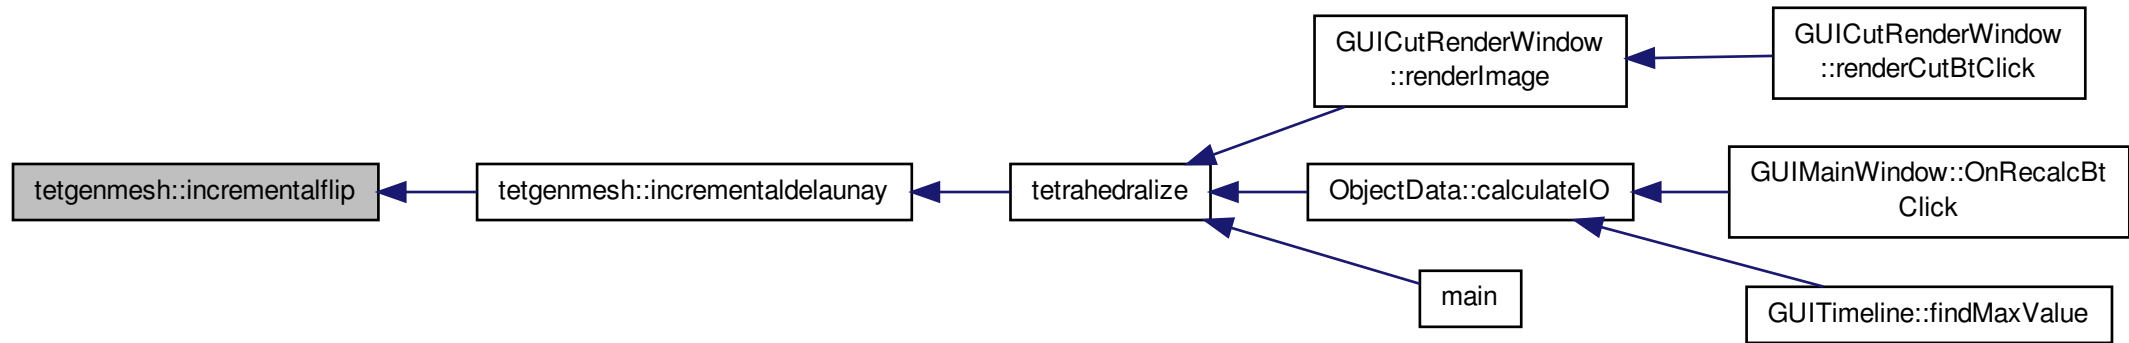 tetgenmesh::incrementalflip
tetgenmesh::incrementaldelaunay
tetrahedralize
GUICutRenderWindow
::renderImage
GUICutRenderWindow
::renderCutBtClick
ObjectData::calculateIO
GUIMainWindow::OnRecalcBt
Click
GUITimeline::findMaxValue
main